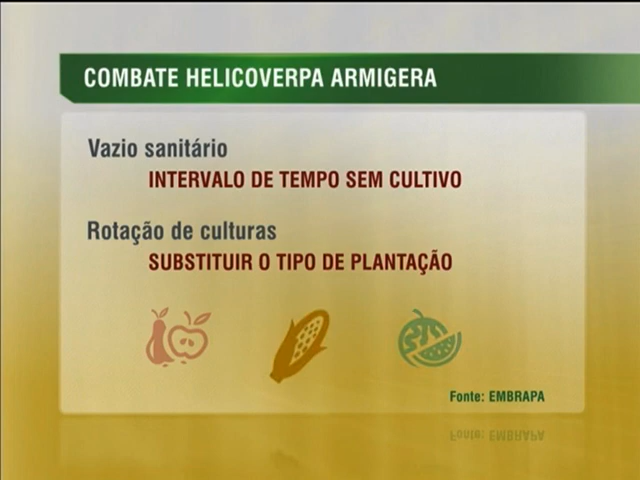 COMBATE HELICOVERPA ARMIGERA
Vazio sanitário
INTERVALO DE TEMPO SEM CULTIVO
Rotação de culturas
SUBSTITUIR O TIPO DE PLANTAÇÃO
Fonte: EMBRAPA